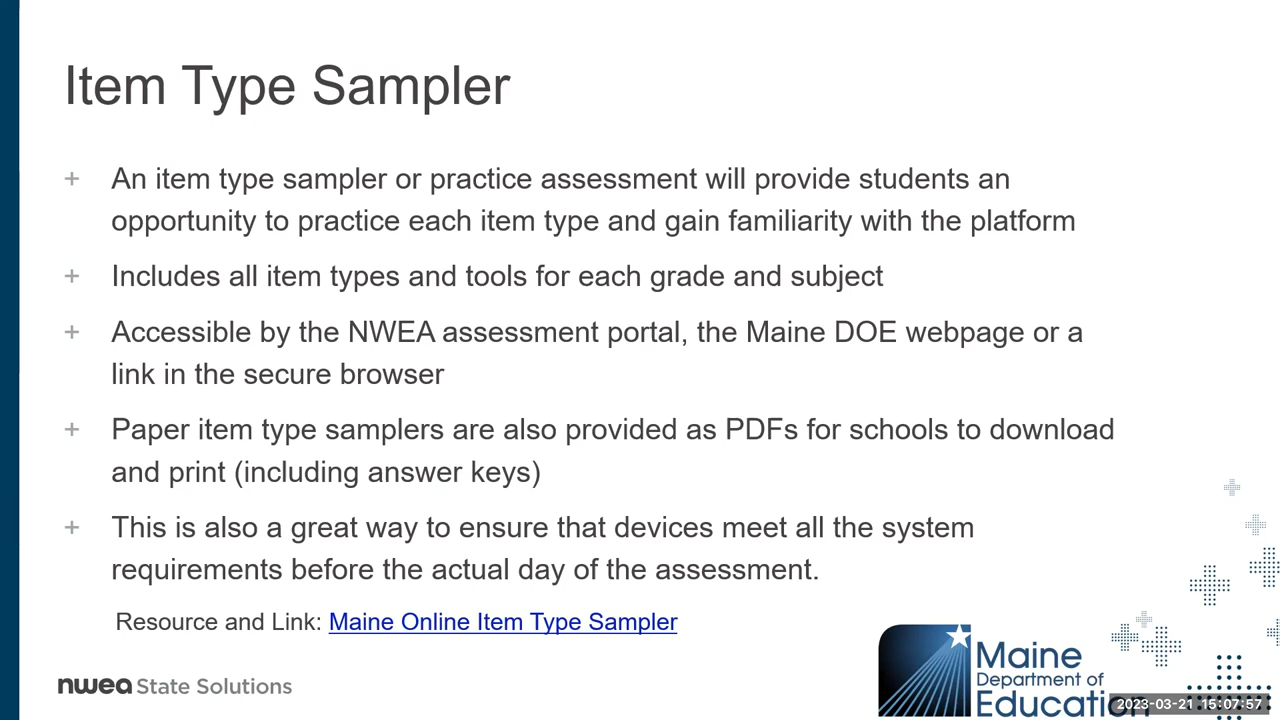 Item Type Sampler
+ An item type sampler or practice assessment will provide students an
opportunity to practice each item type and gain familiarity with the platform
+ Includes all item types and tools for each grade and subject
+ Accessible by the NWEA assessment portal, the Maine DOE webpage or a
link in the secure browser
+ Paper item type samplers are also provided as PDFs for schools to download
and print (including answer keys)
+ This is also a great way to ensure that devices meet all the system
requirements before the actual day of the assessment.
Resource and Link: Maine Online Item Type Sampler
nwea State Solutions
Maine
Department of
Education
2023-03-21 15:07:57